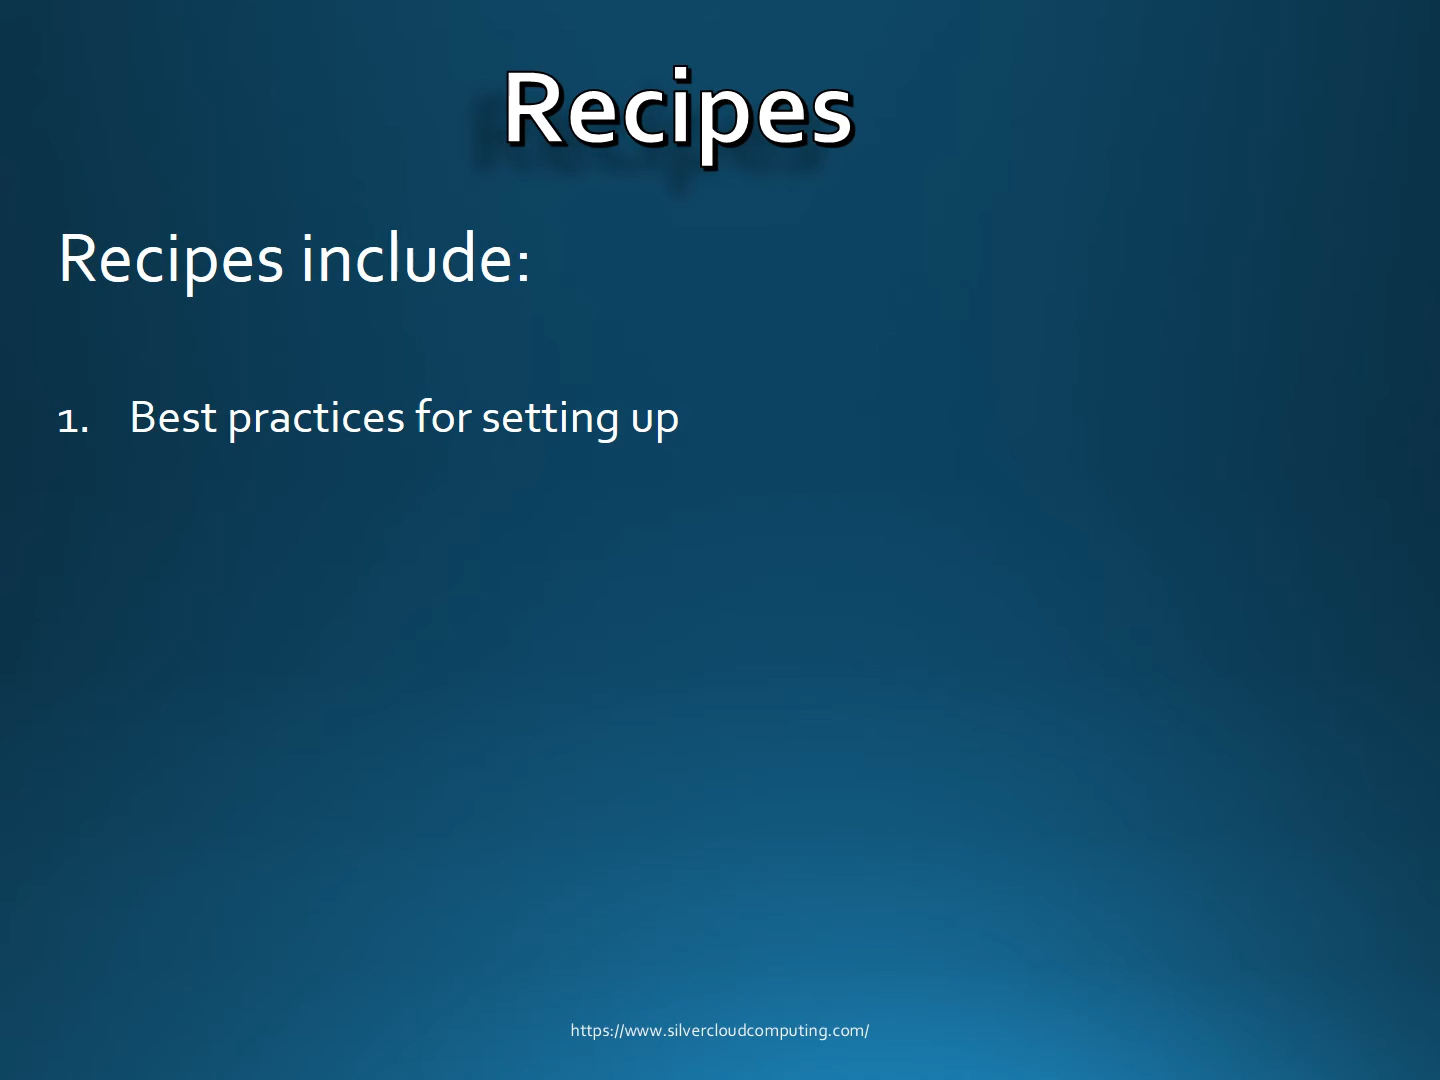 Recipes
Recipes include:
1. Best practices for setting up
https://www.silvercloudcomputing.com/